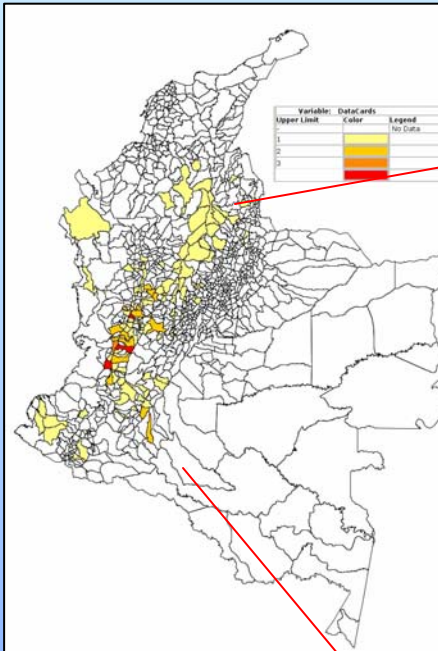 Variable: DataCards
Upper Limit Color Legend
- No Data
1
2
3